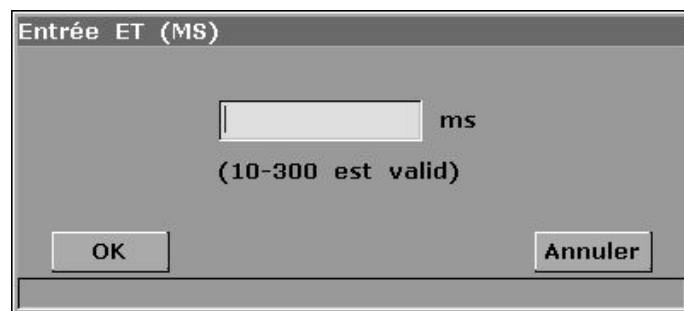 Entrée ET (MS)
ms
(10-300 est valid)
OK
Annuler